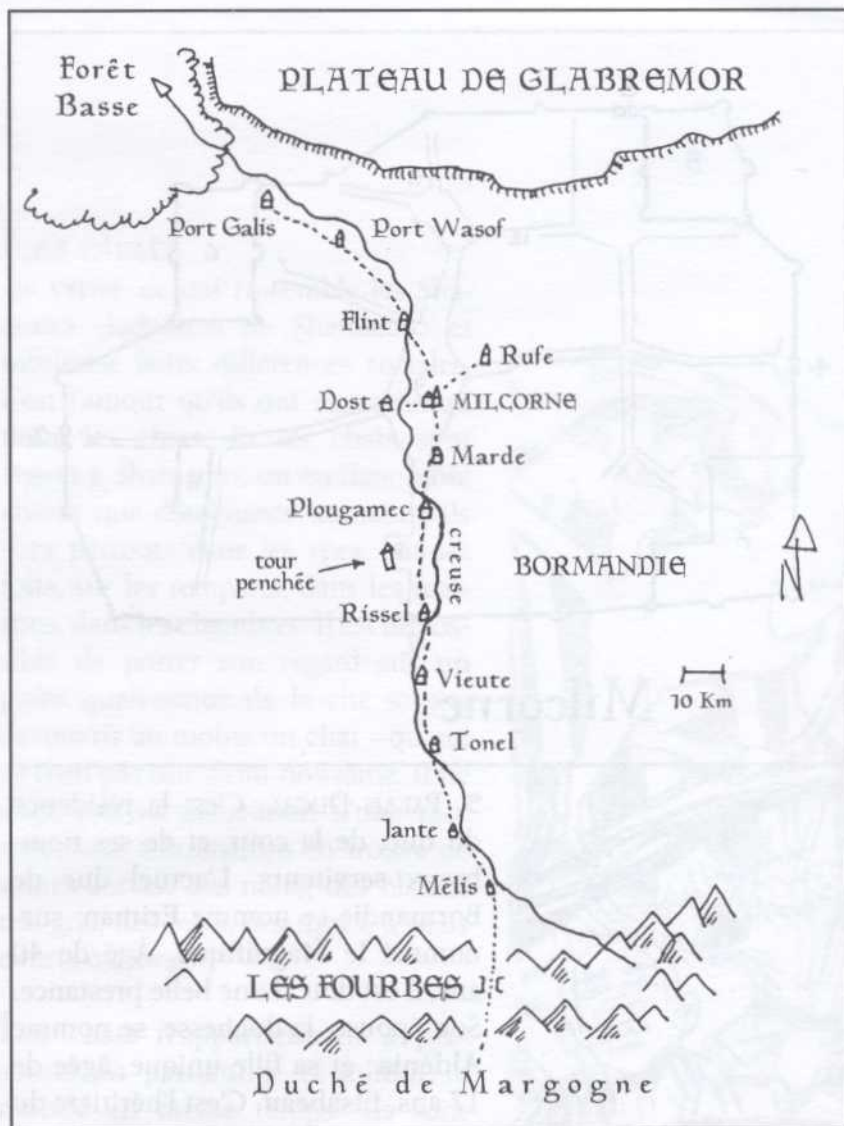 Forêt
Basse
PLATEAU DE GLABREMOR
Port Galis
Port Wasof
Flint
Rufe
Dost
MILCORNE
Marde
Plougamec
creuse
tour
penchée
BORMANDIE
N
Rissel
10 Km
Vieute
Tonel
Jante
Mêlis
LES FOURBES
Duché de Margogne